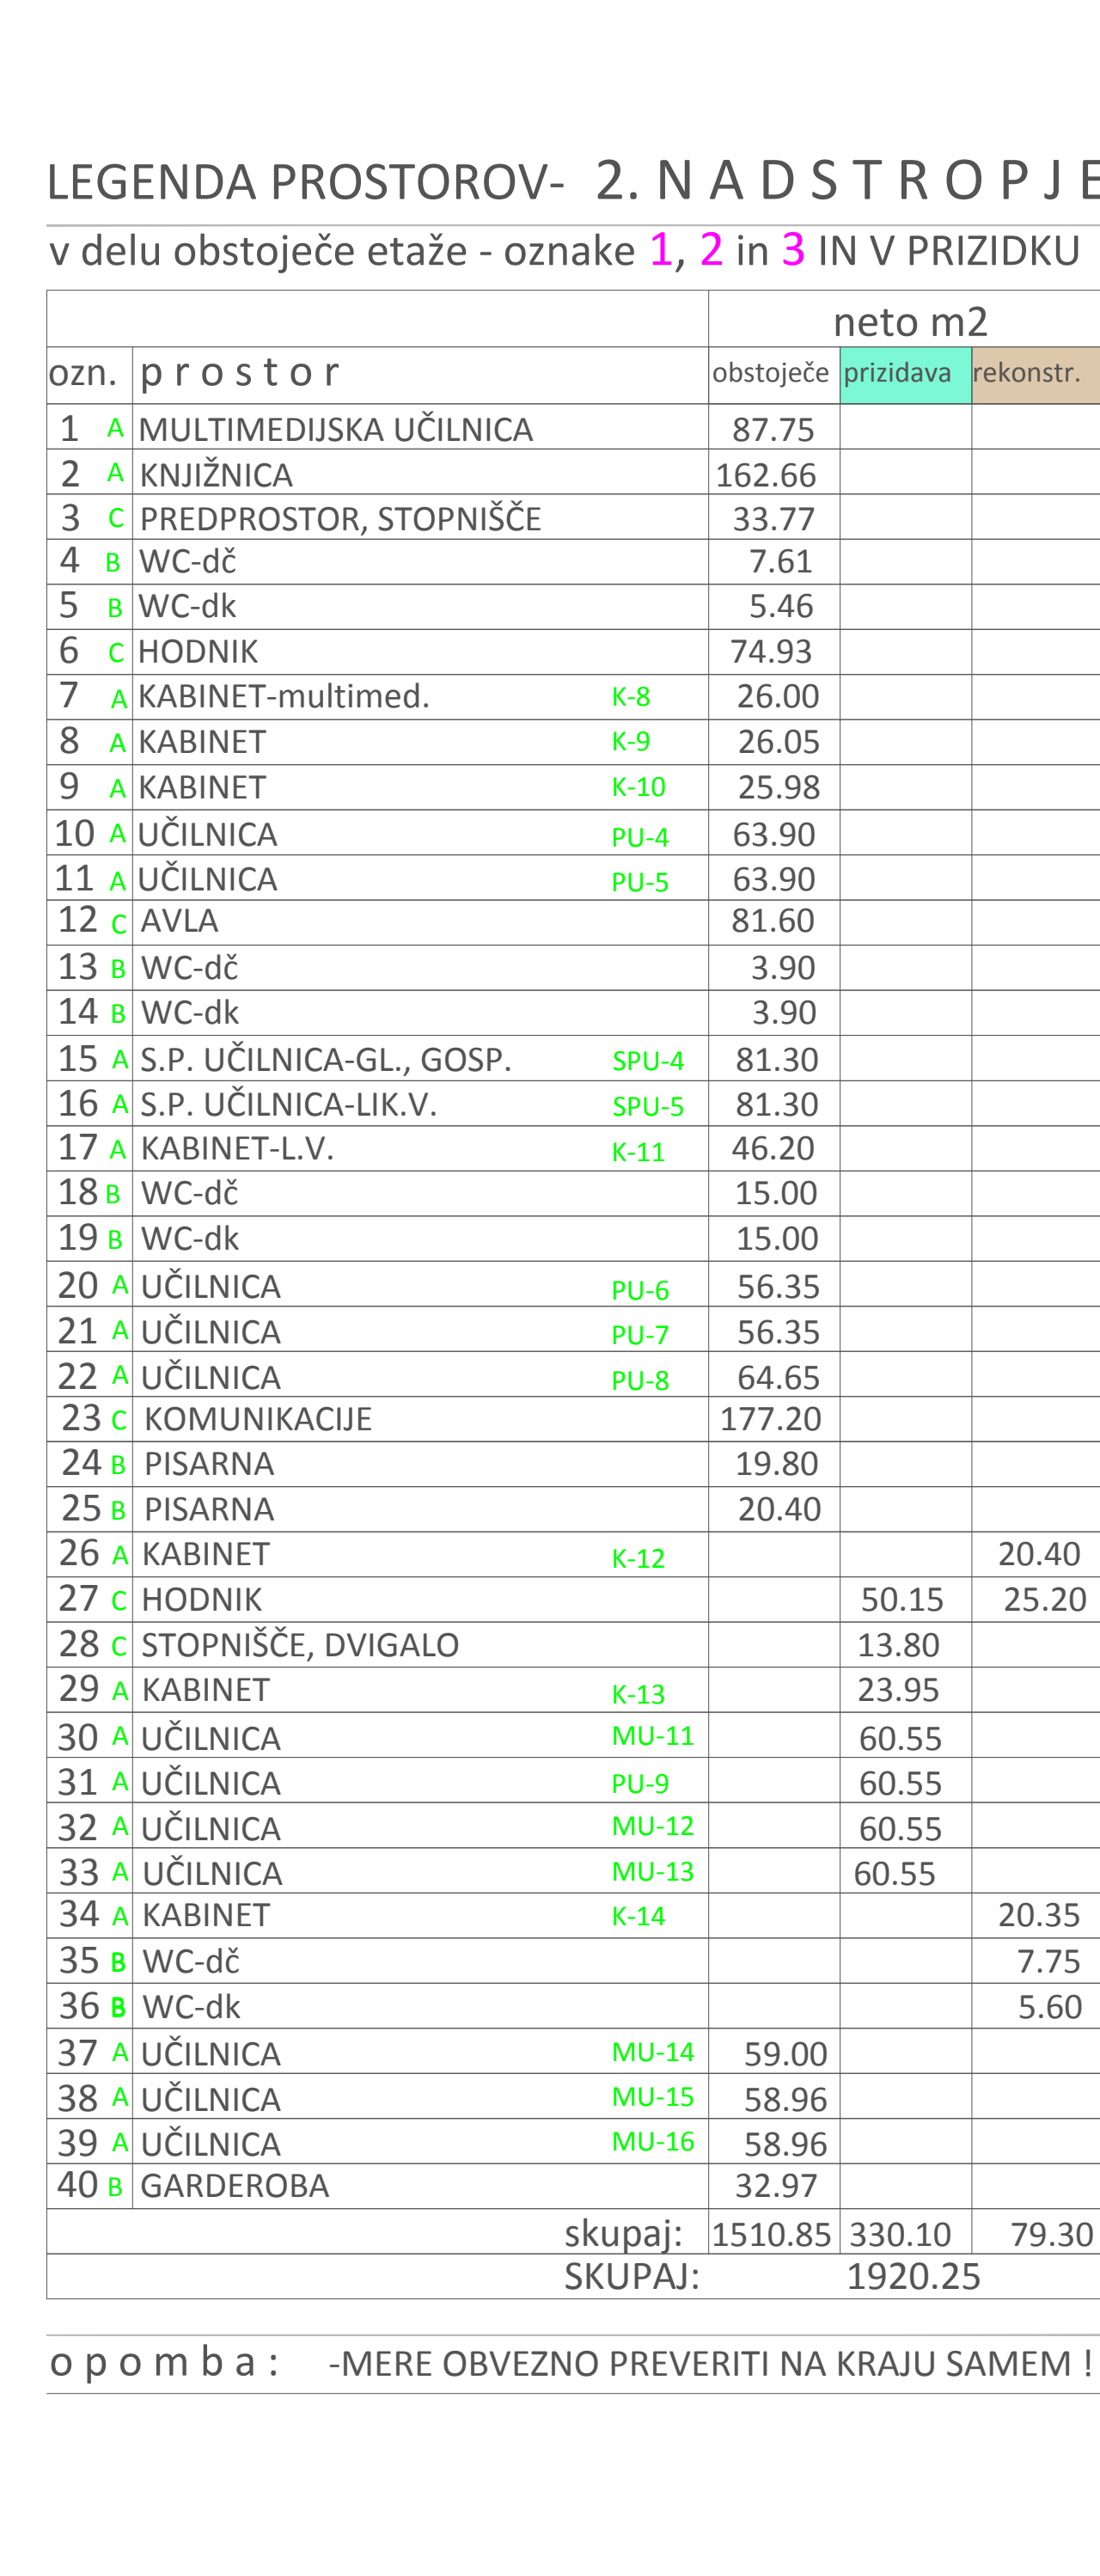 LEGENDA PROSTOROV- 2. N A D S T R O P J E
v delu obstoječe etaže - oznake 1, 2 in 3 IN V PRIZIDKU
neto m2
ozn. p r o s t o r obstoječe prizidava rekonstr.
1 A MULTIMEDIJSKA UČILNICA 87.75
2 A KNJIŽNICA 162.66
3 C PREDPROSTOR, STOPNIŠČE 33.77
4 B WC-dč 7.61
5 B WC-dk 5.46
6 C HODNIK 74.93
7 A KABINET-multimed. K-8 26.00
8 A KABINET K-9 26.05
9 A KABINET K-10 25.98
10 A UČILNICA PU-4 63.90
11 A UČILNICA PU-5 63.90
12 C AVLA 81.60
13 B WC-dč 3.90
14 B WC-dk 3.90
15 A S.P. UČILNICA-GL., GOSP. SPU-4 81.30
16 A S.P. UČILNICA-LIK.V. SPU-5 81.30
17 A KABINET-L.V. K-11 46.20
18 B WC-dč 15.00
19 B WC-dk 15.00
20 A UČILNICA PU-6 56.35
21 A UČILNICA PU-7 56.35
22 A UČILNICA PU-8 64.65
23 C KOMUNIKACIJE 177.20
24 B PISARNA 19.80
25 B PISARNA 20.40
26 A KABINET K-12 20.40
27 C HODNIK 50.15 25.20
28 C STOPNIŠČE, DVIGALO 13.80
29 A KABINET K-13 23.95
30 A UČILNICA MU-11 60.55
31 A UČILNICA PU-9 60.55
32 A UČILNICA MU-12 60.55
33 A UČILNICA MU-13 60.55
34 A KABINET K-14 20.35
35 B WC-dč 7.75
36 B WC-dk 5.60
37 A UČILNICA MU-14 59.00
38 A UČILNICA MU-15 58.96
39 A UČILNICA MU-16 58.96
40 B GARDEROBA 32.97
skupaj: 1510.85 330.10 79.30
SKUPAJ: 1920.25
o p o m b a : -MERE OBVEZNO PREVERITI NA KRAJU SAMEM !